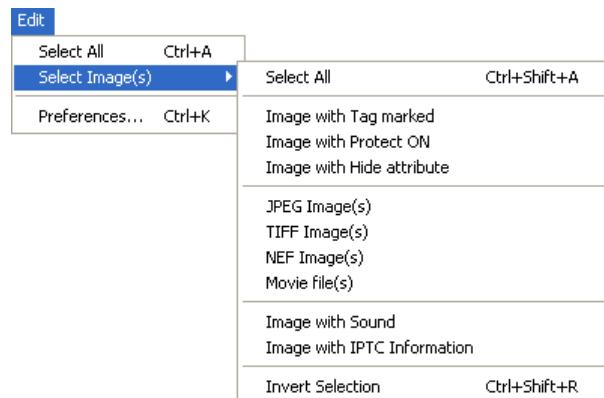 Edit
Select All Ctrl+A
Select Image(s)
Preferences... Ctrl+K
Select All Ctrl+Shift+A
Image with Tag marked
Image with Protect ON
Image with Hide attribute
JPEG Image(s)
TIFF Image(s)
NEF Image(s)
Movie file(s)
Image with Sound
Image with IPTC Information
Invert Selection Ctrl+Shift+R